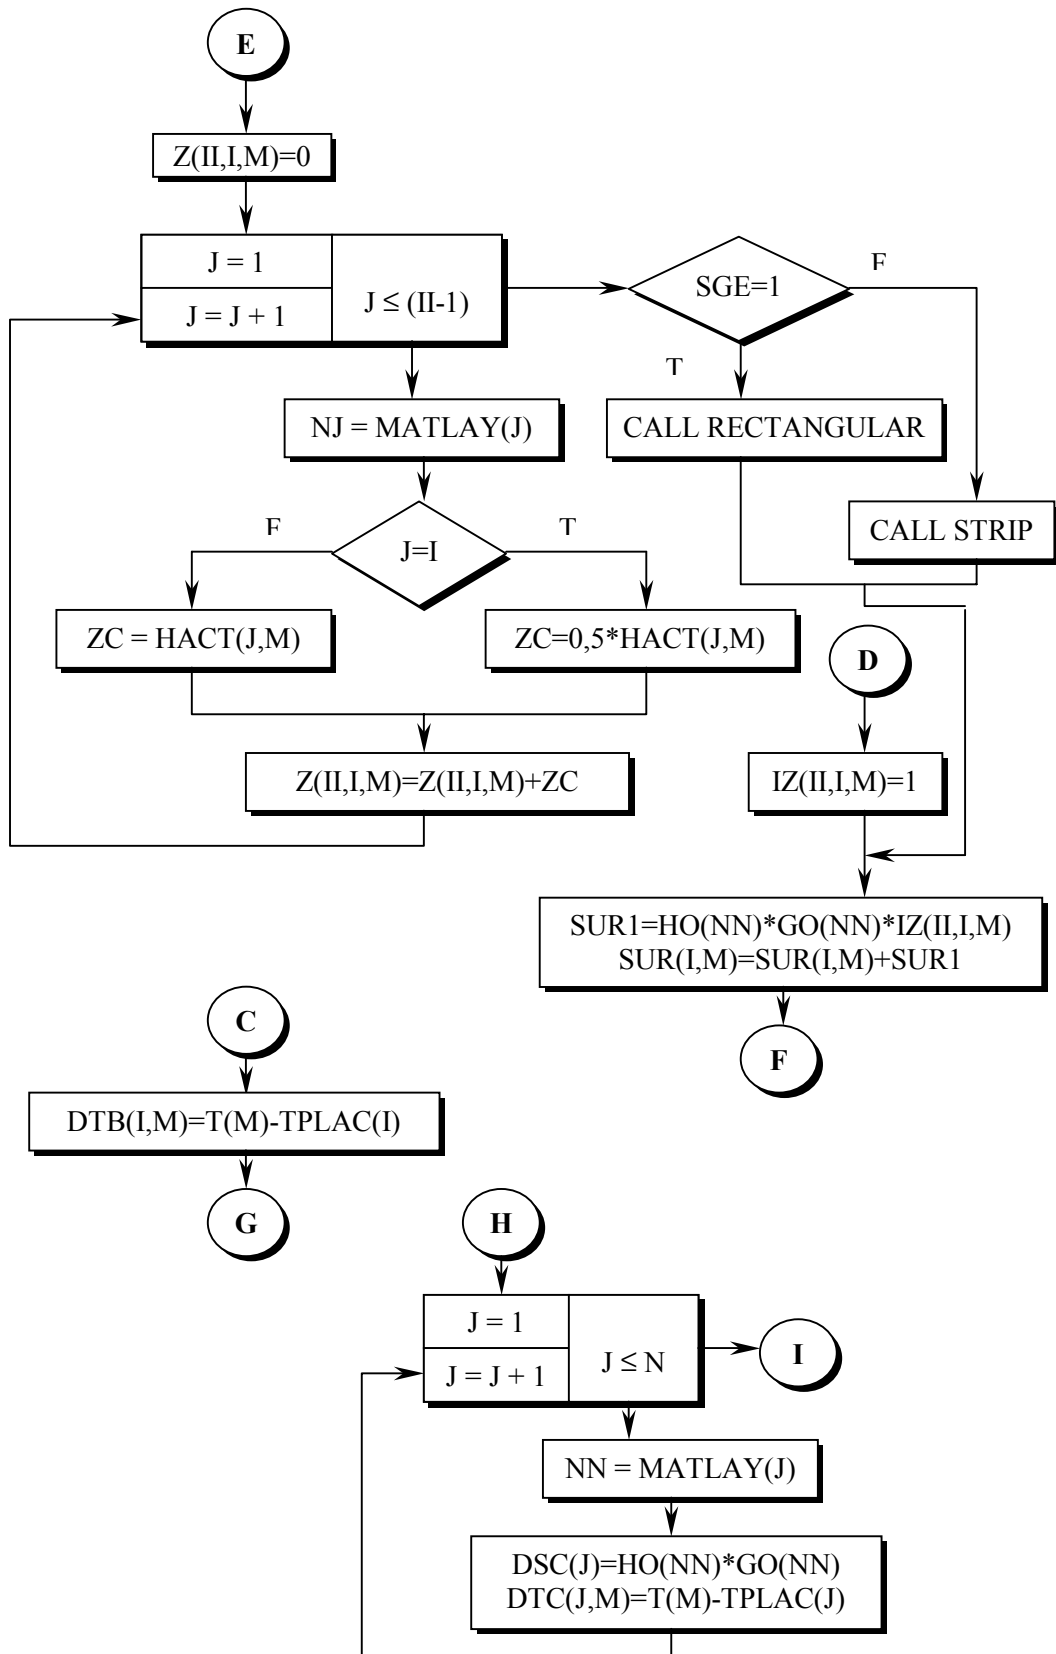 E
Z(II,I,M)=0
J = 1
J = J + 1
J ≤ (II-1)
SGE=1
F
T
NJ = MATLAY(J)
CALL RECTANGULAR
CALL STRIP
F
J=I
T
ZC = HACT(J,M)
ZC=0,5*HACT(J,M)
D
Z(II,I,M)=Z(II,I,M)+ZC
IZ(II,I,M)=1
SUR1=HO(NN)*GO(NN)*IZ(II,I,M)
SUR(I,M)=SUR(I,M)+SUR1
C
F
DTB(I,M)=T(M)-TPLAC(I)
G
H
J = 1
J = J + 1
J ≤ N
I
NN = MATLAY(J)
DSC(J)=HO(NN)*GO(NN)
DTC(J,M)=T(M)-TPLAC(J)